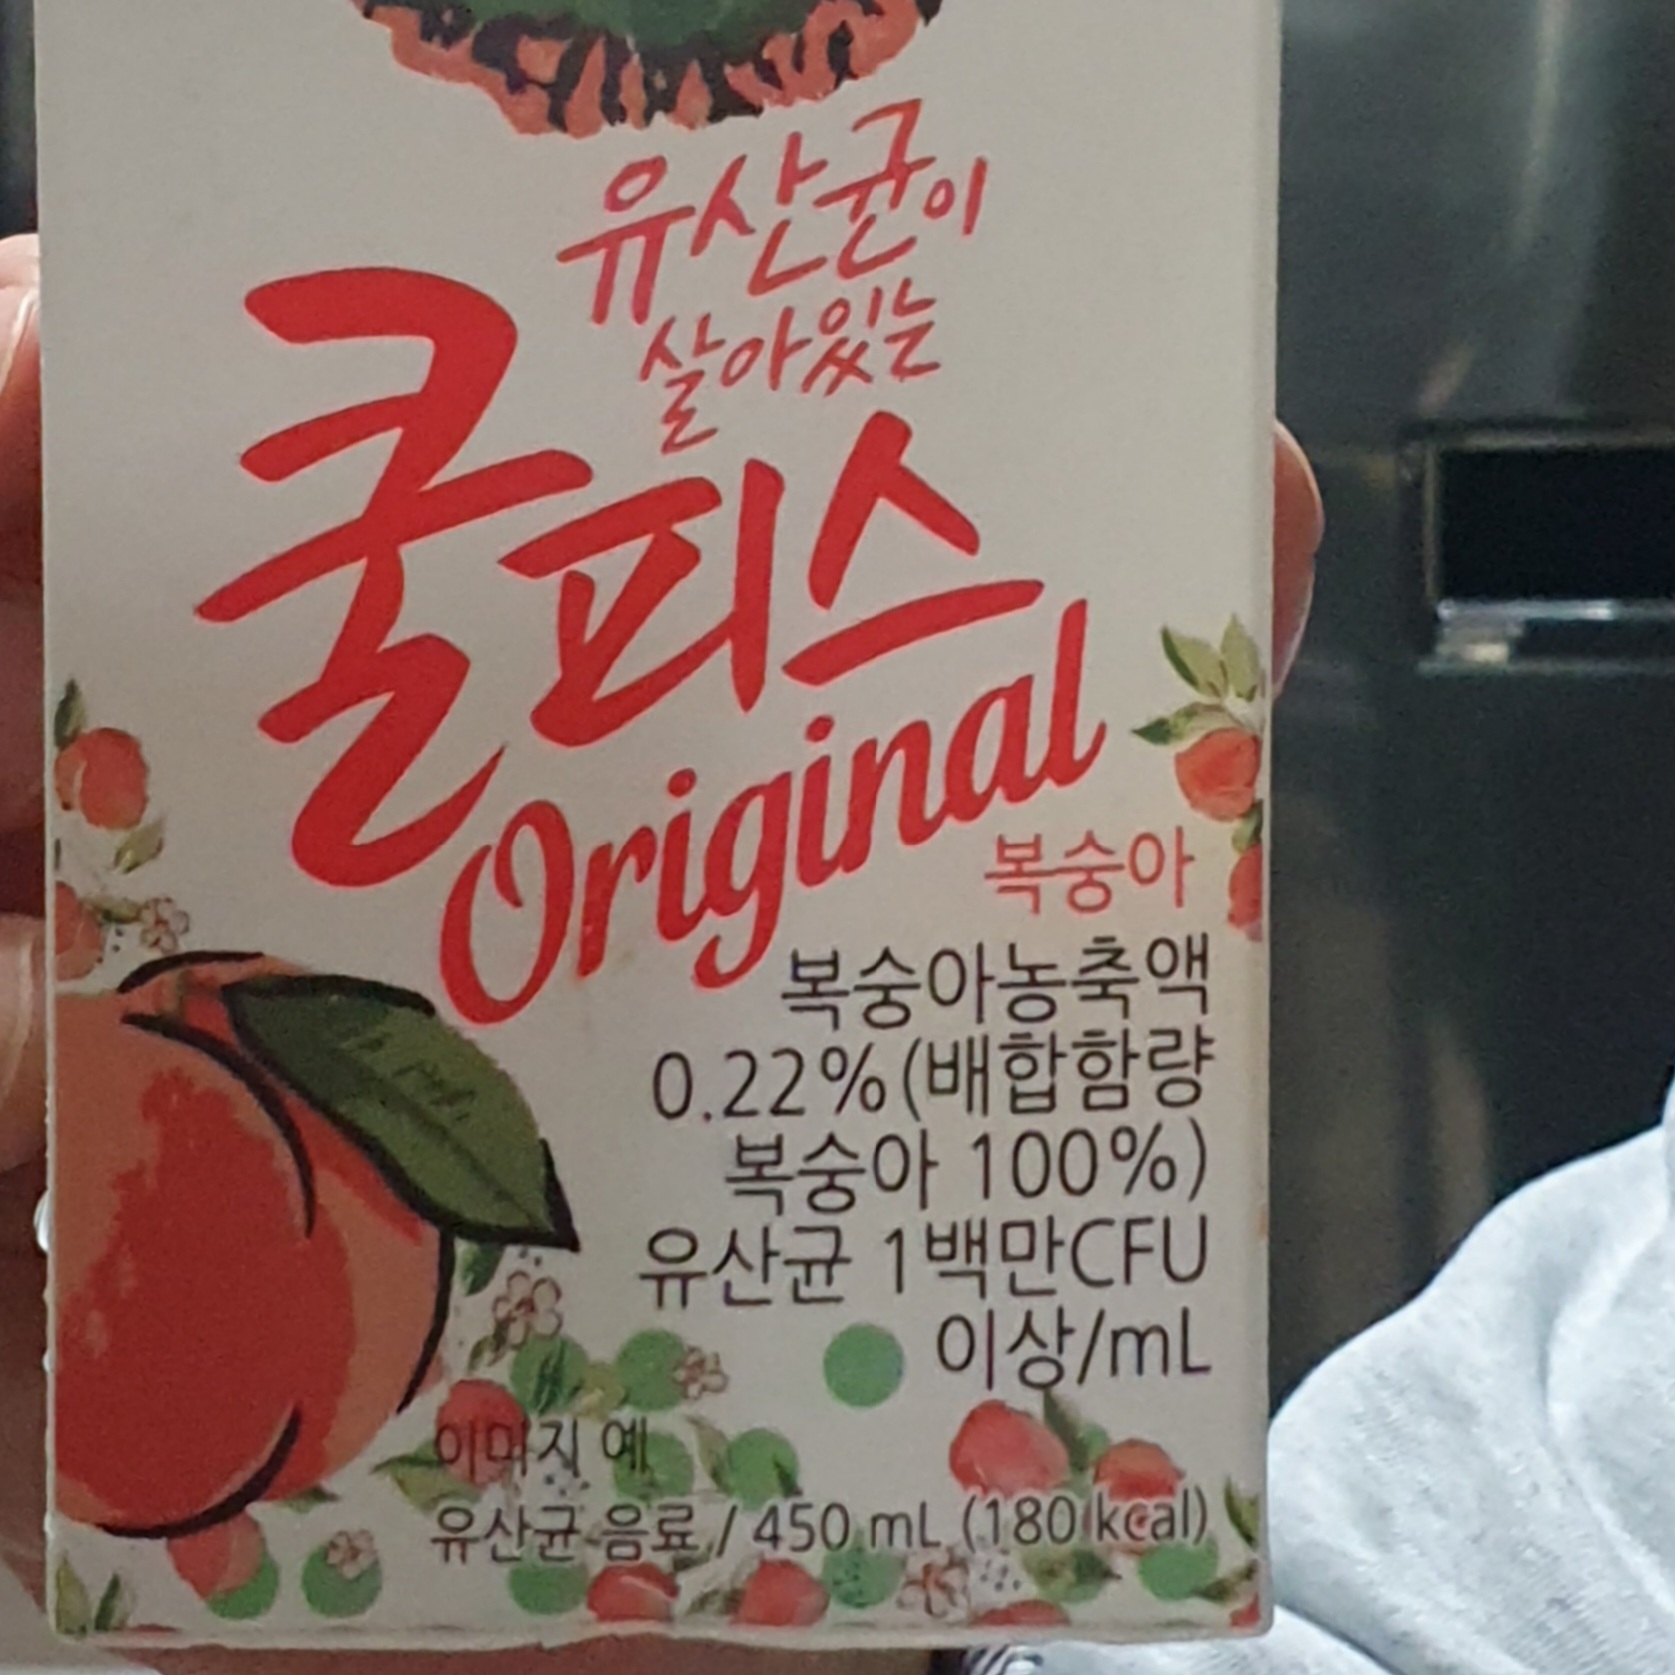 유산균이
살아있는
쿨피스
Original
복숭아
복숭아농축액
0.22%(배합함량
복숭아 100%)
유산균 1백만CFU
이상/mL
이미지 예
유산균 음료 / 450 mL (180 kcal)